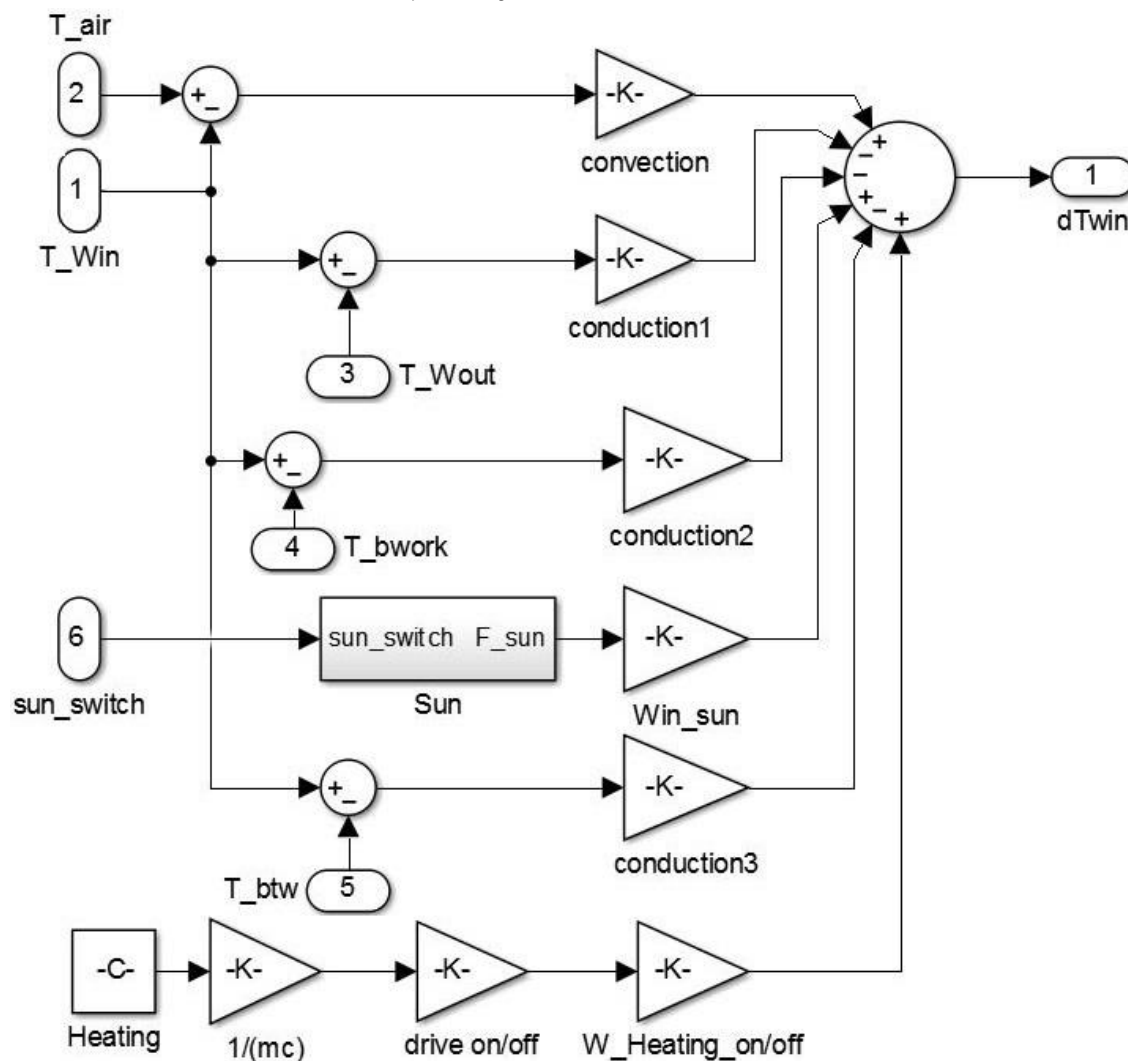 T_air
2
+
-
-K-
convection
1
T_Win
+
-
-K-
conduction1
3
T_Wout
+
-
-
+
-
+
1
dTwin
+
-
-K-
conduction2
4
T_bwork
6
sun_switch
sun_switch F_sun
Sun
-K-
Win_sun
+
-
-K-
conduction3
T_btw
5
-C-
Heating
-K-
1/(mc)
-K-
drive on/off
-K-
W_Heating_on/off